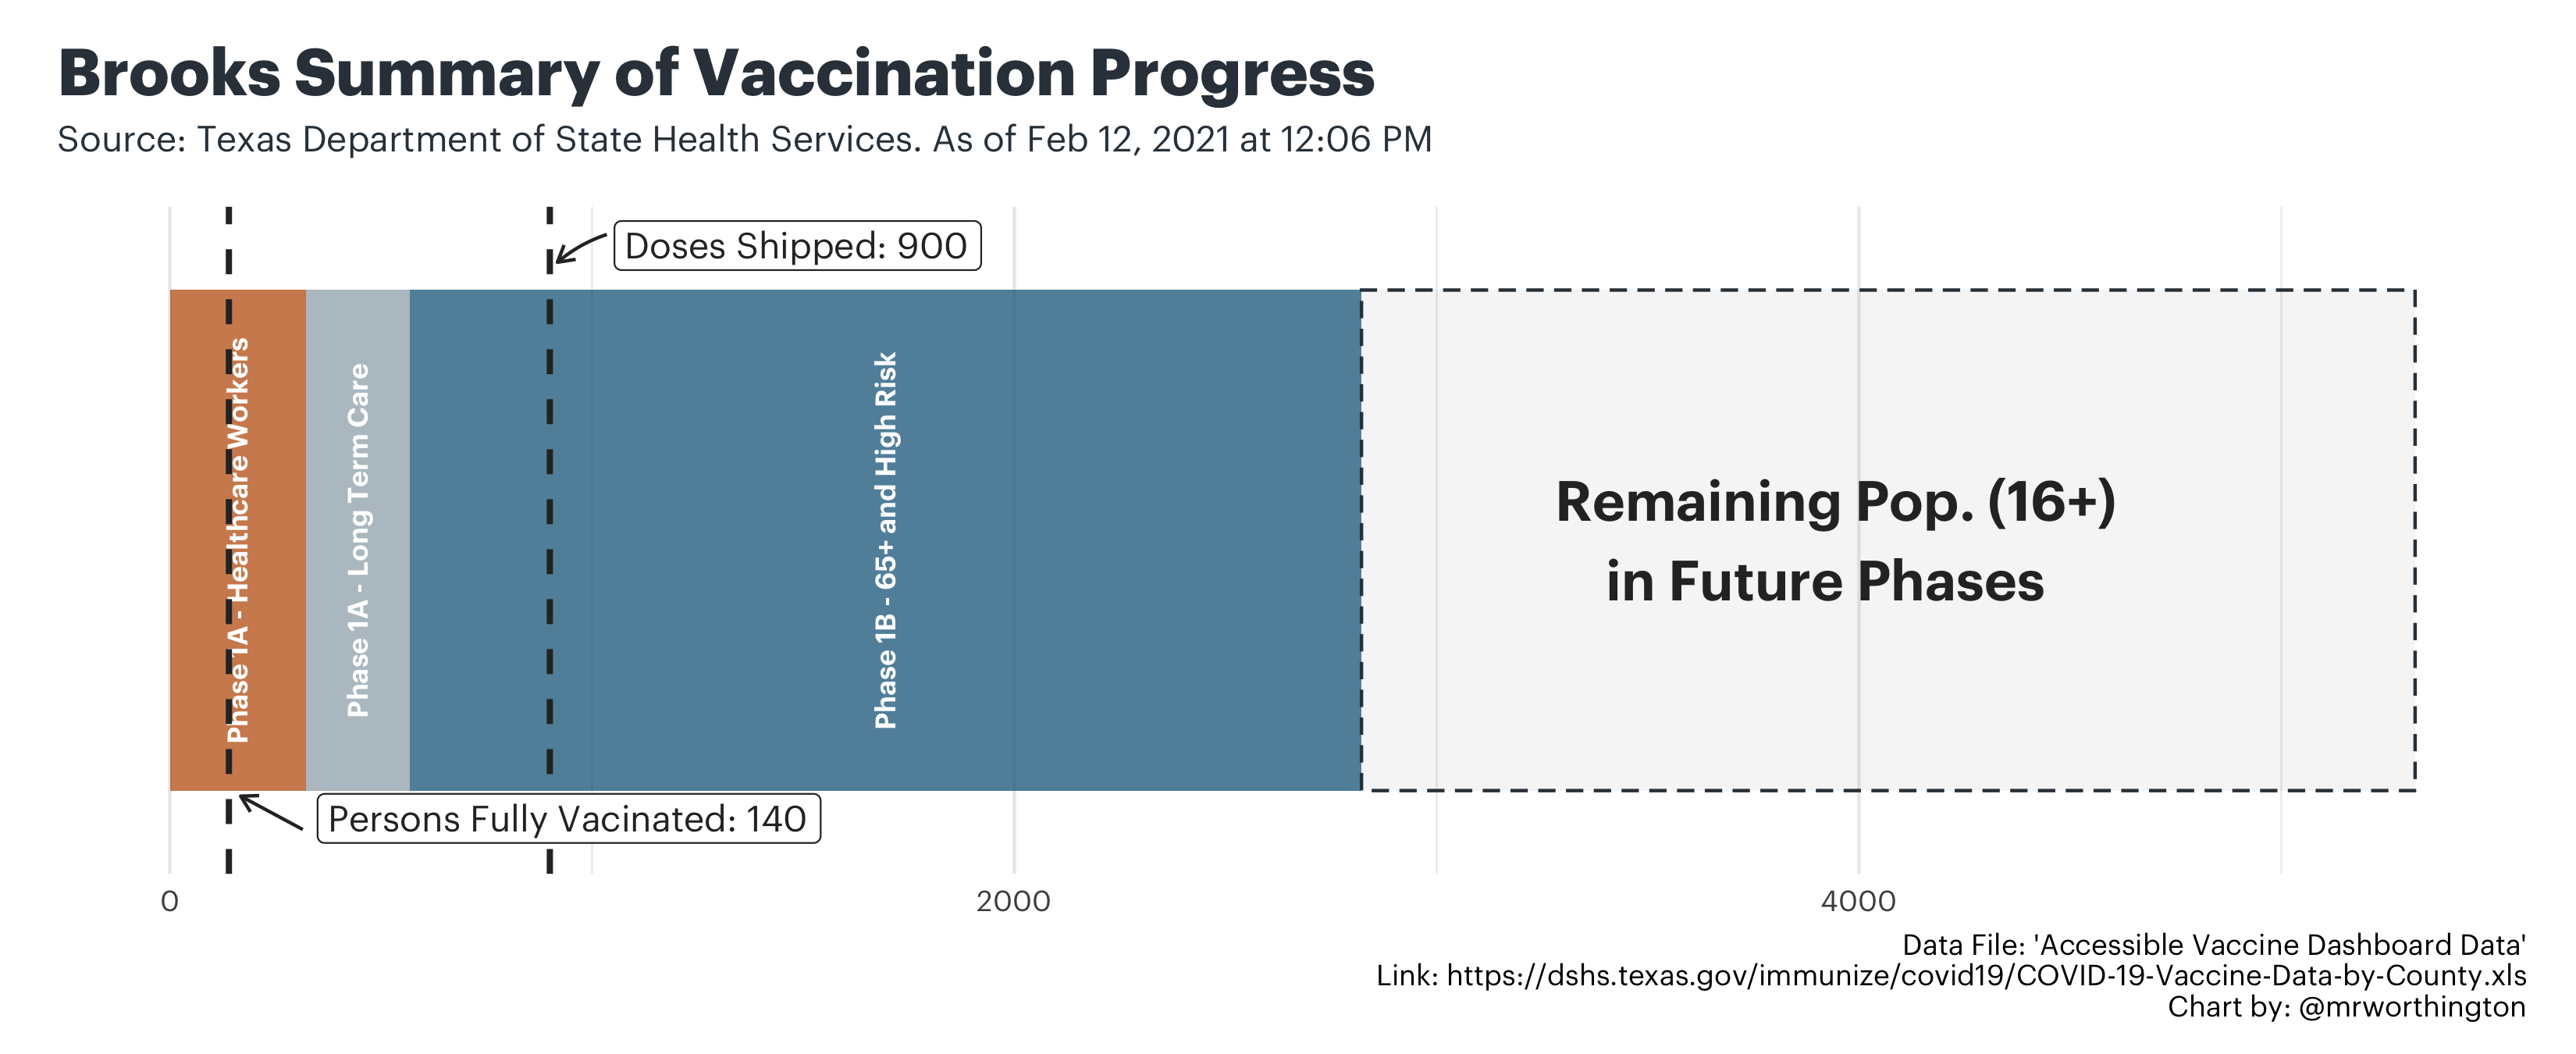 Brooks Summary of Vaccination Progress
Source: Texas Department of State Health Services. As of Feb 12, 2021 at 12:06 PM
Doses Shipped: 900
Phase 1A - Healthcare Workers
Phase 1A - Long Term Care
Phase 1B - 65+ and High Risk
Remaining Pop. (16+)
in Future Phases
Persons Fully Vacinated: 140
0
2000
4000
Data File: 'Accessible Vaccine Dashboard Data'
Link: https://dshs.texas.gov/immunize/covid19/COVID-19-Vaccine-Data-by-County.xls
Chart by: @mrworthington